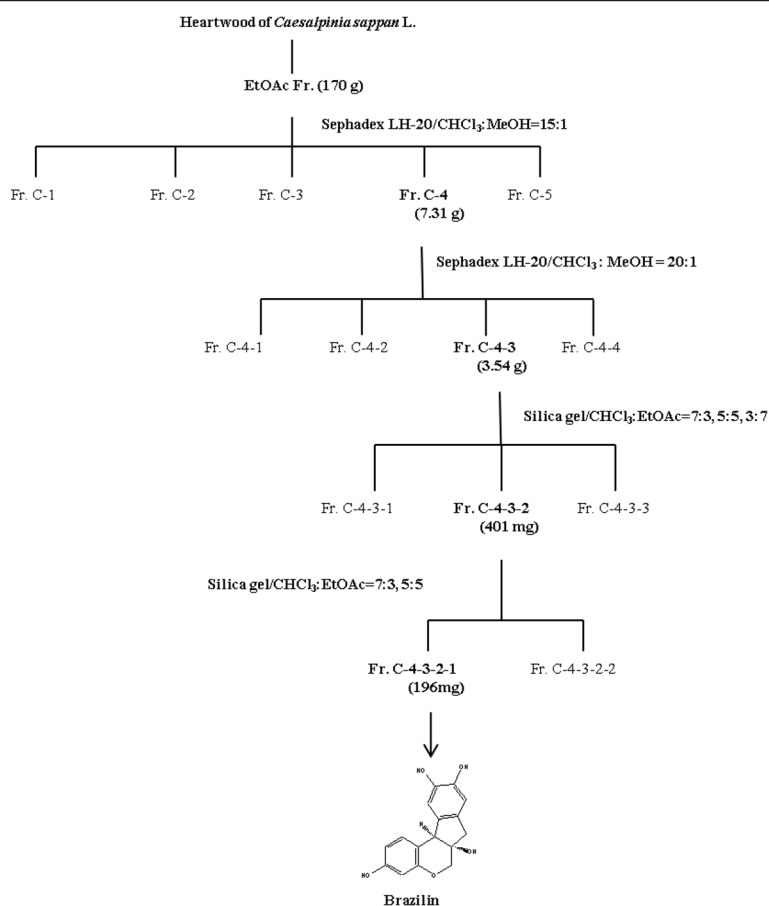 Heartwood of Caesalpinia sappan L.
EtOAc Fr. (170 g)
Sephadex LH-20/CHCl₃:MeOH=15:1
Fr. C-1 Fr. C-2 Fr. C-3 Fr. C-4 Fr. C-5
(7.31 g)
Sephadex LH-20/CHCl₃: MeOH = 20:1
Fr. C-4-1 Fr. C-4-2 Fr. C-4-3 Fr. C-4-4
(3.54 g)
Silica gel/CHCl₃:EtOAc=7:3, 5:5, 3:7
Fr. C-4-3-1 Fr. C-4-3-2 Fr. C-4-3-3
(401 mg)
Silica gel/CHCl₃:EtOAc=7:3, 5:5
Fr. C-4-3-2-1 Fr. C-4-3-2-2
(196mg)
HO OH
H
OH
HO O
Brazilin